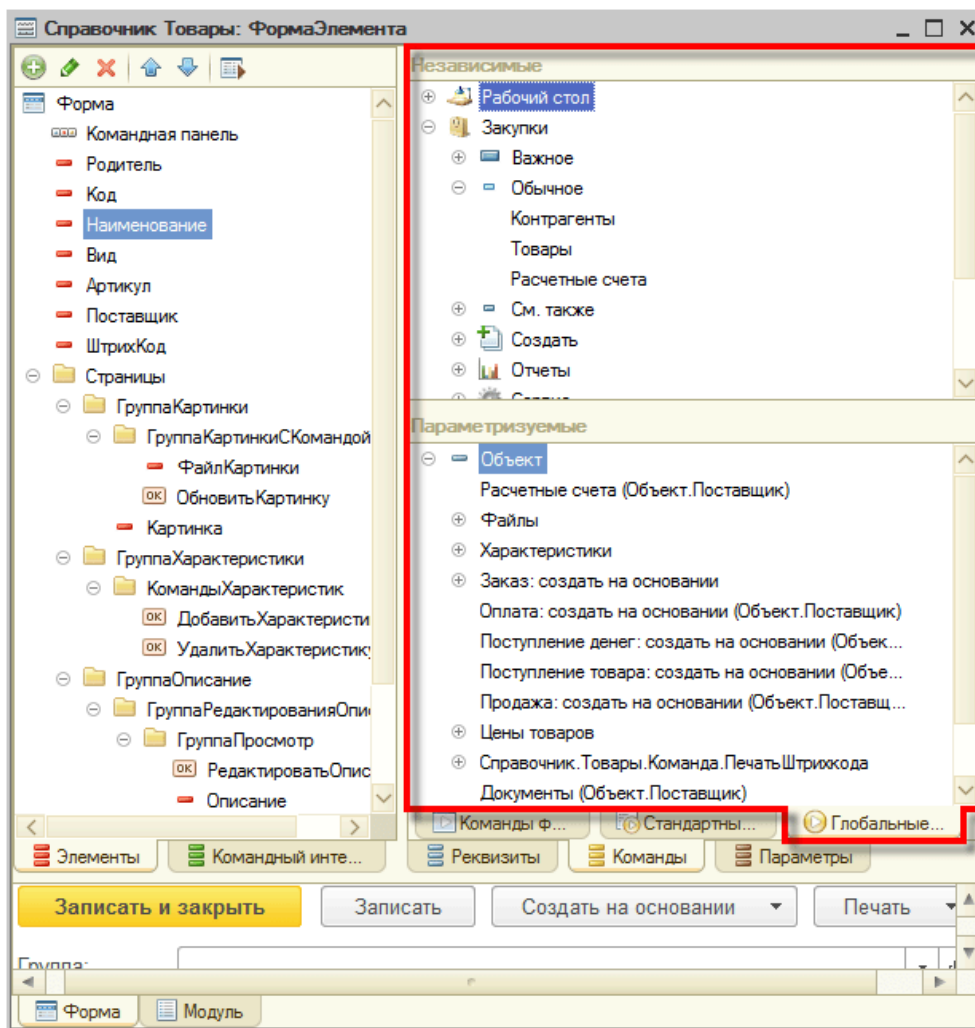 Справочник Товары: ФормаЭлемента
Форма
Командная панель
Родитель
Код
Наименование
Вид
Артикул
Поставщик
ШтрихКод
Страницы
ГруппаКартинки
ГруппаКартинкиСКомандой
ФайлКартинки
ОК ОбновитьКартинку
Картинка
ГруппаХарактеристики
КомандыХарактеристик
ОК ДобавитьХарактеристи
ОК УдалитьХарактеристику
ГруппаОписание
ГруппаРедактированияОпи
ГруппаПросмотр
ОК РедактироватьОпис
Описание
Элементы
Командный инте...
Независимые
Рабочий стол
Закупки
Важное
Обычное
Контрагенты
Товары
Расчетные счета
См. также
Создать
Отчеты
Сервис
Параметризуемые
Объект
Расчетные счета (Объект.Поставщик)
Файлы
Характеристики
Заказ: создать на основании
Оплата: создать на основании (Объект.Поставщик)
Поступление денег: создать на основании (Объек...
Поступление товара: создать на основании (Объе...
Продажа: создать на основании (Объект.Поставщ...
Цены товаров
Справочник.Товары.Команда.ПечатьШтрихкода
Документы (Объект.Поставщик)
Команды ф...
Стандартны...
Глобальные...
Реквизиты
Команды
Параметры
Записать и закрыть
Записать
Создать на основании
Печать
Группа:
Форма
Модуль